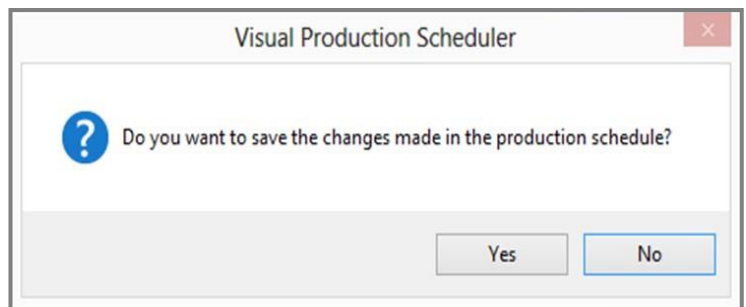 Visual Production Scheduler
Do you want to save the changes made in the production schedule?
Yes No